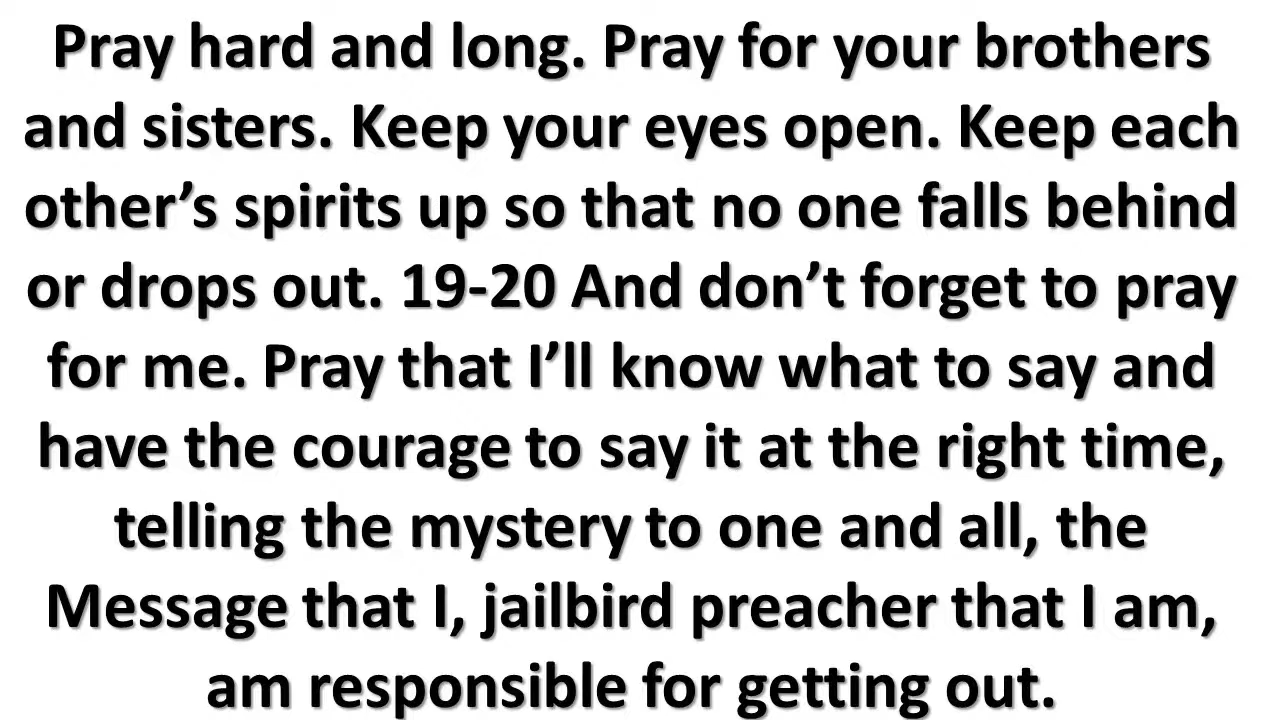 Pray hard and long. Pray for your brothers
and sisters. Keep your eyes open. Keep each
other’s spirits up so that no one falls behind
or drops out. 19-20 And don’t forget to pray
for me. Pray that I’ll know what to say and
have the courage to say it at the right time,
telling the mystery to one and all, the
Message that I, jailbird preacher that I am,
am responsible for getting out.